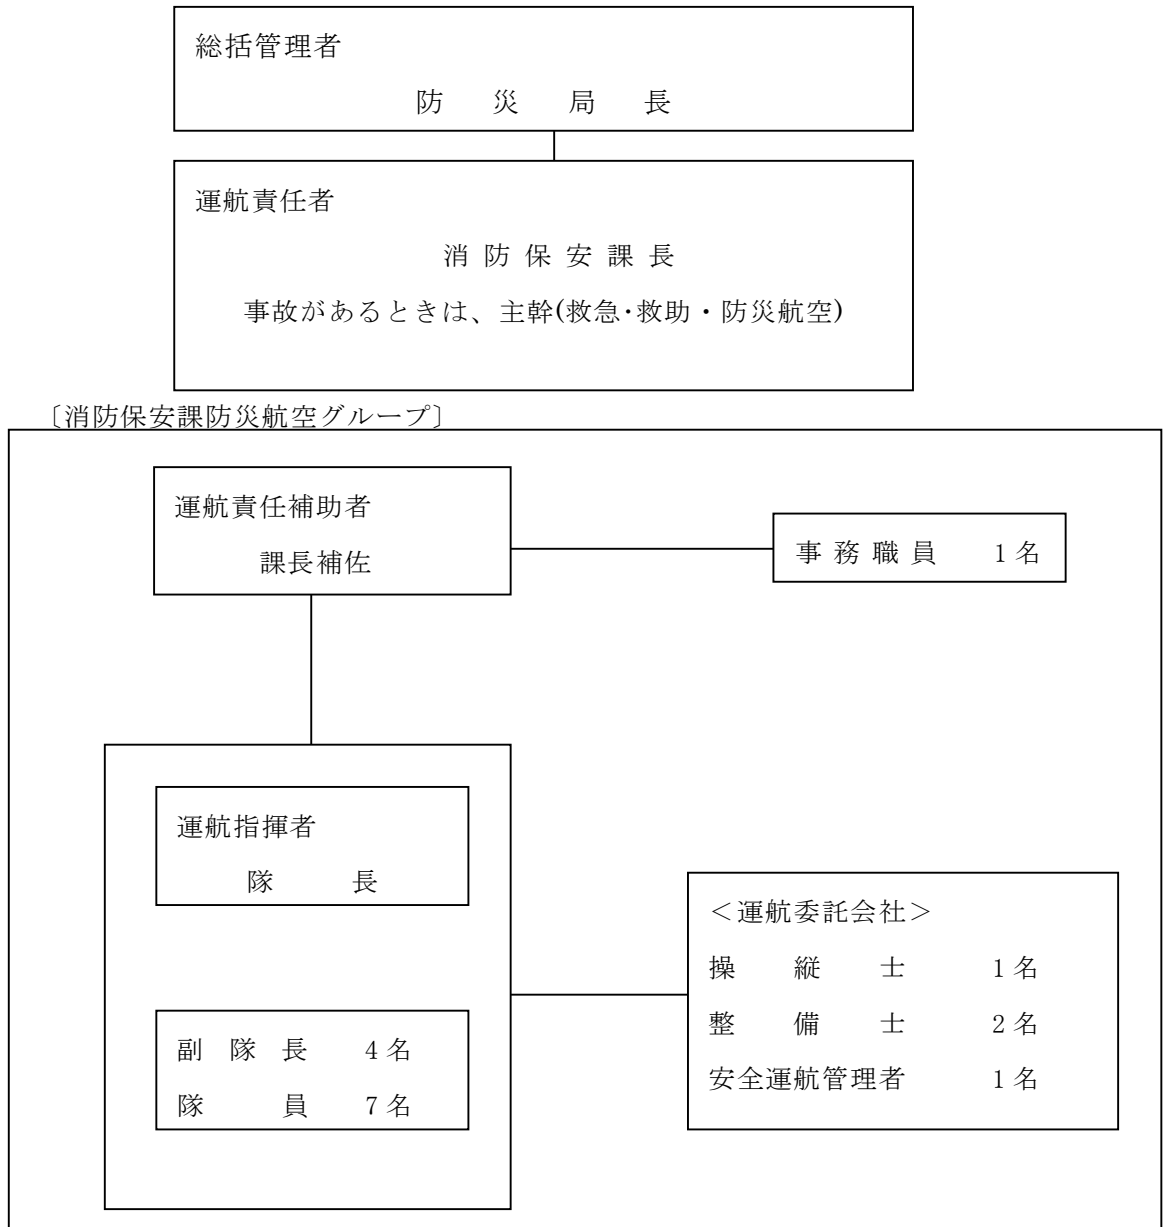 総括管理者
防　災　局　長
運航責任者
消 防 保 安 課 長
事故があるときは、主幹(救急･救助・防災航空)
〔消防保安課防災航空グループ〕
運航責任補助者
課長補佐
事 務 職 員　1 名
運航指揮者
隊　　長
副　隊　長　4 名
隊　　員　7 名
＜運航委託会社＞
操　縦　士　1 名
整　備　士　2 名
安全運航管理者　1 名